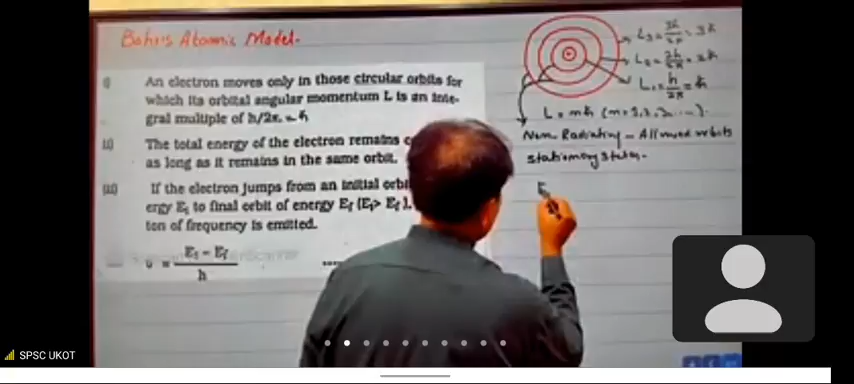 Bohr's Atomic Model.
L3 = 3h/2π = 3ħ
L2 = 2h/2π = 2ħ
L1 = h/2π = ħ
L = nħ (n=1,2,3,....).
Non Radiating - Allowed orbits
stationary states.
E
i) An electron moves only in those circular orbits for
which its orbital angular momentum L is an inte-
gral multiple of h/2π = ħ
ii) The total energy of the electron remains
as long as it remains in the same orbit.
iii) If the electron jumps from an initial
ergy Ei to final orbit of energy Ef (Ei> Ef).
ton of frequency is emitted.
υ = Ei - Ef
h
SPSC UKOT